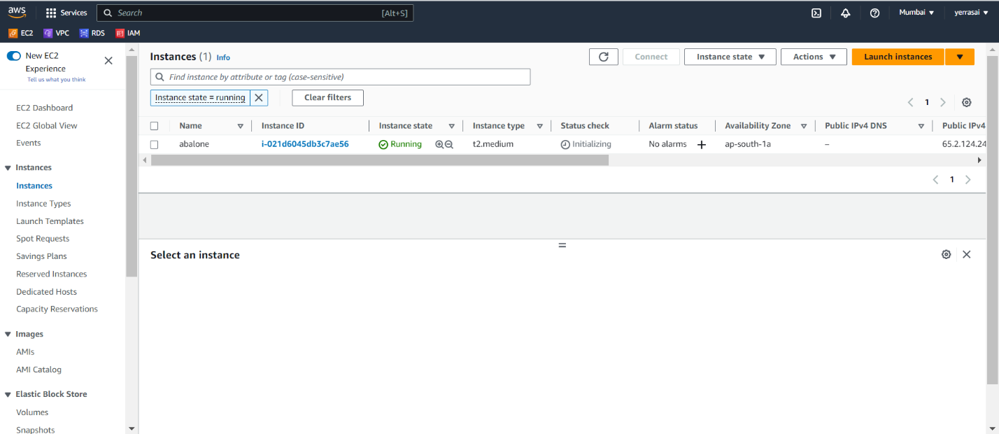 aws Services Search [Alt+S] Mumbai yerrasai
EC2 VPC RDS IAM
New EC2
Experience
Tell us what you think
EC2 Dashboard
EC2 Global View
Events
Instances
Instances
Instance Types
Launch Templates
Spot Requests
Savings Plans
Reserved Instances
Dedicated Hosts
Capacity Reservations
Images
AMIs
AMI Catalog
Elastic Block Store
Volumes
Snapshots
Instances (1) Info Connect Instance state Actions Launch instances
Find instance by attribute or tag (case-sensitive)
Instance state = running Clear filters
1
Name Instance ID Instance state Instance type Status check Alarm status Availability Zone Public IPv4 DNS Public IPv4
abalone i-021d6045db3c7ae56 Running t2.medium Initializing No alarms + ap-south-1a – 65.2.124.24
1
Select an instance